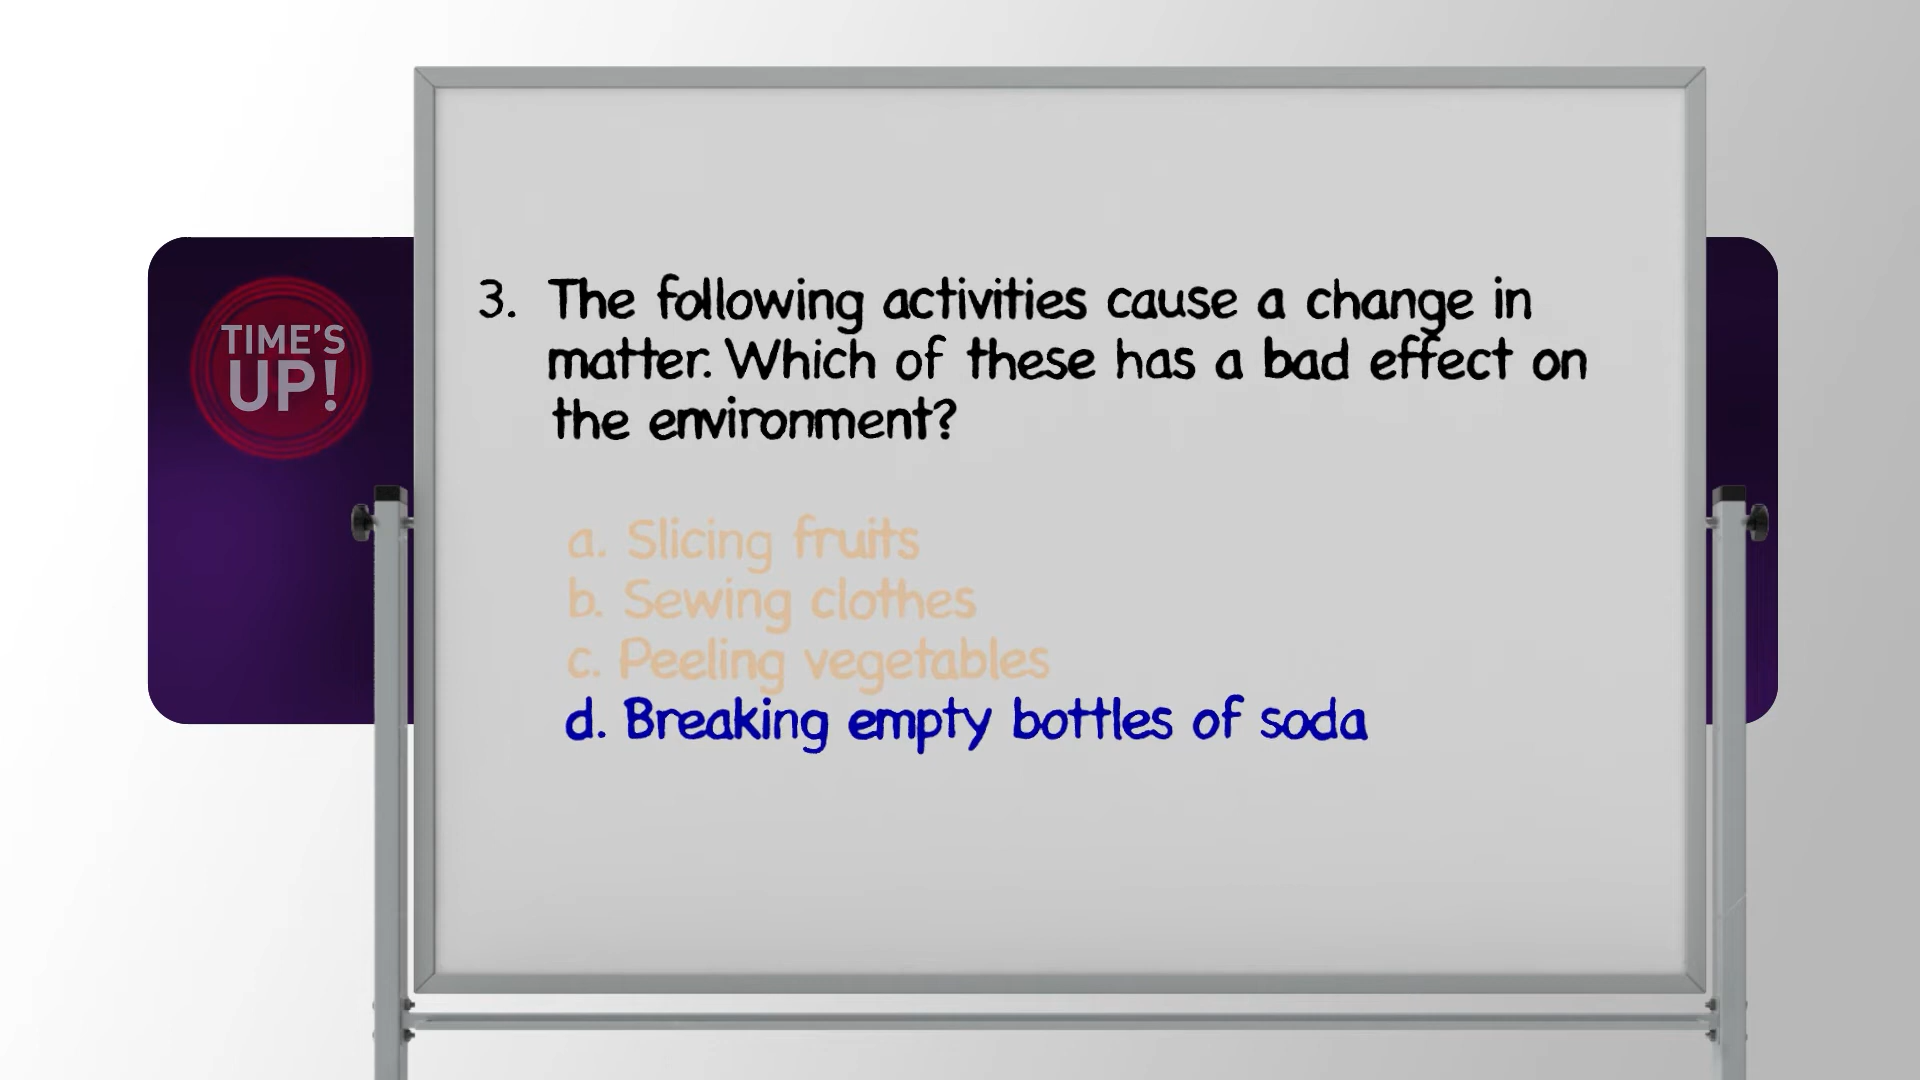 TIME'S
UP!
3. The following activities cause a change in
matter. Which of these has a bad effect on
the environment?
a. Slicing fruits
b. Sewing clothes
c. Peeling vegetables
d. Breaking empty bottles of soda